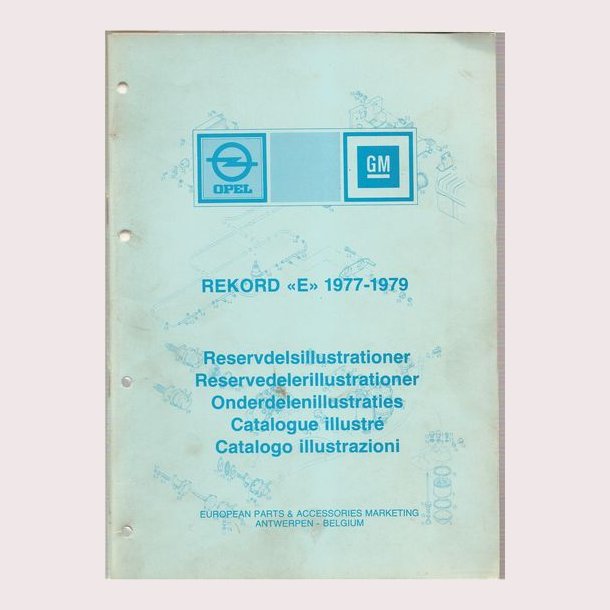 OPEL
GM
REKORD «E» 1977-1979
Reservdelsillustrationer
Reservedelerillustrationer
Onderdelenillustraties
Catalogue illustré
Catalogo illustrazioni
EUROPEAN PARTS & ACCESSORIES MARKETING
ANTWERPEN - BELGIUM